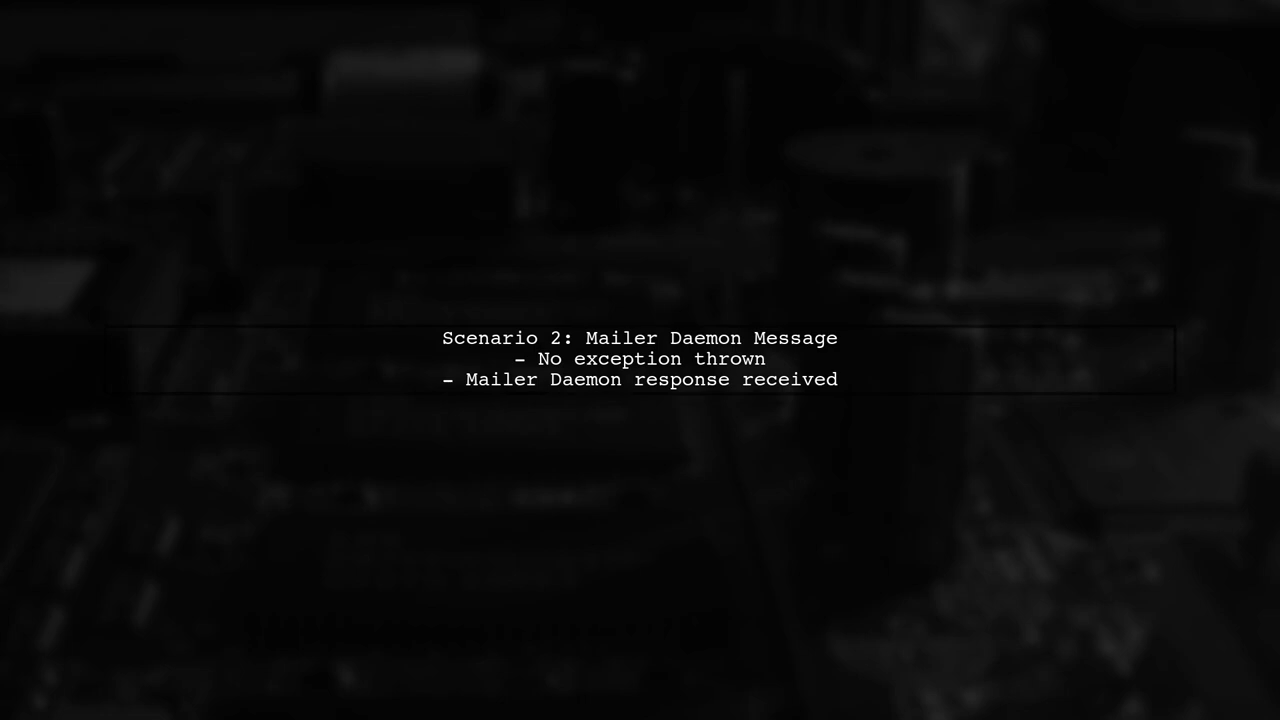 Scenario 2: Mailer Daemon Message
– No exception thrown
– Mailer Daemon response received